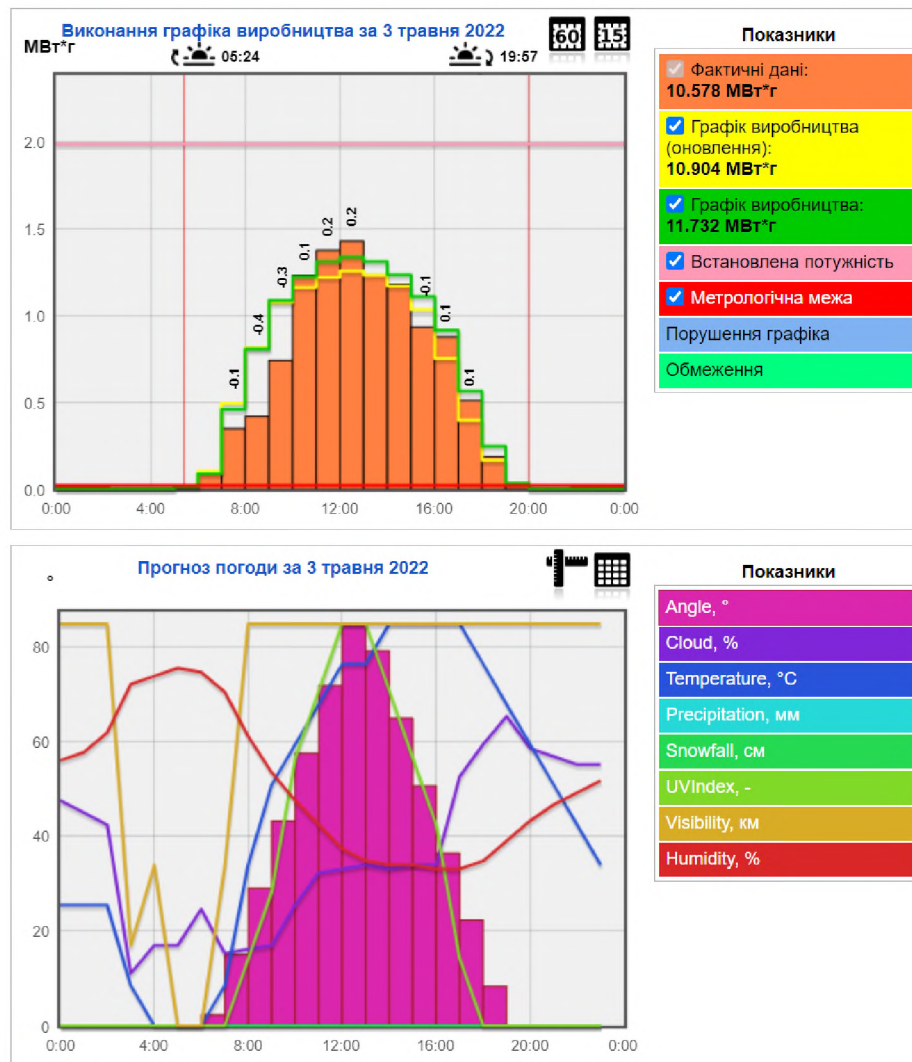 Виконання графіка виробництва за 3 травня 2022
60 15
МВт*г
05:24
19:57
2.0
1.5
1.0
0.5
0.0
-0.1
-0.4
-0.3
0.1
0.2
0.2
-0.1
0.1
0.1
0:00 4:00 8:00 12:00 16:00 20:00 0:00
Показники
Фактичні дані:
10.578 МВт*г
Графік виробництва
(оновлення):
10.904 МВт*г
Графік виробництва:
11.732 МВт*г
Встановлена потужність
Метрологічна межа
Порушення графіка
Обмеження
Прогноз погоди за 3 травня 2022
°
80
60
40
20
0
0:00 4:00 8:00 12:00 16:00 20:00 0:00
Показники
Angle, °
Cloud, %
Temperature, °C
Precipitation, мм
Snowfall, см
UVIndex, -
Visibility, км
Humidity, %